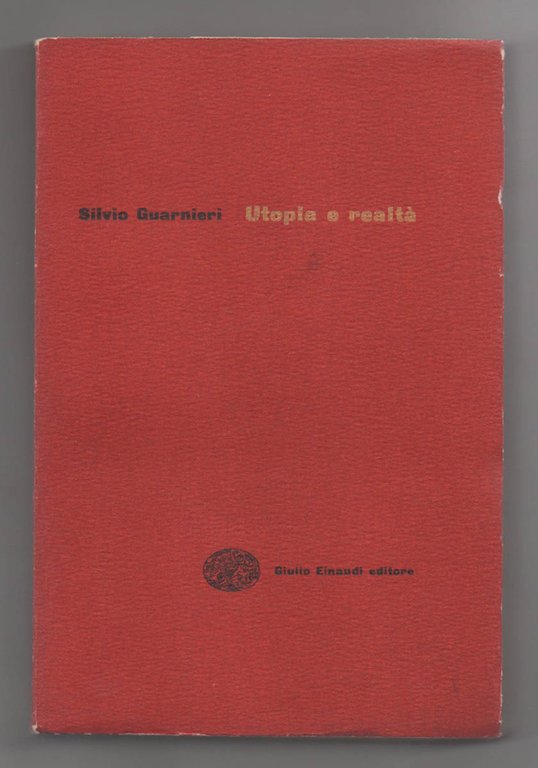 Silvio Guarnieri Utopia e realtà
Giulio Einaudi editore